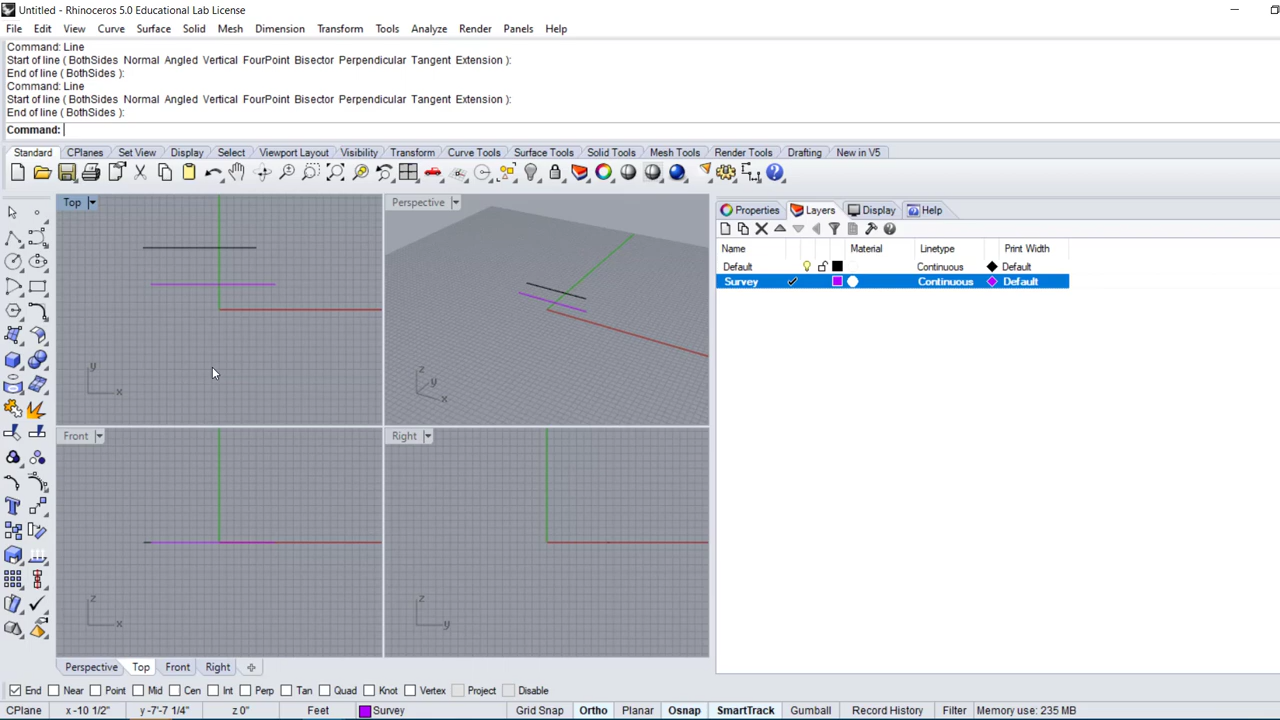 Untitled - Rhinoceros 5.0 Educational Lab License
File Edit View Curve Surface Solid Mesh Dimension Transform Tools Analyze Render Panels Help
Command: Line
Start of line ( BothSides Normal Angled Vertical FourPoint Bisector Perpendicular Tangent Extension ):
End of line ( BothSides ):
Command: Line
Start of line ( BothSides Normal Angled Vertical FourPoint Bisector Perpendicular Tangent Extension ):
End of line ( BothSides ):
Command:
Standard CPlanes Set View Display Select Viewport Layout Visibility Transform Curve Tools Surface Tools Solid Tools Mesh Tools Render Tools Drafting New in V5
Top Perspective
Properties Layers Display Help
Name Material Linetype Print Width
Default Continuous Default
Survey Continuous Default
y x
z y x
Front Right
z x
z y
Perspective Top Front Right
End Near Point Mid Cen Int Perp Tan Quad Knot Vertex Project Disable
CPlane x -10 1/2" y -7'-7 1/4" z 0" Feet Survey Grid Snap Ortho Planar Osnap SmartTrack Gumball Record History Filter Memory use: 235 MB